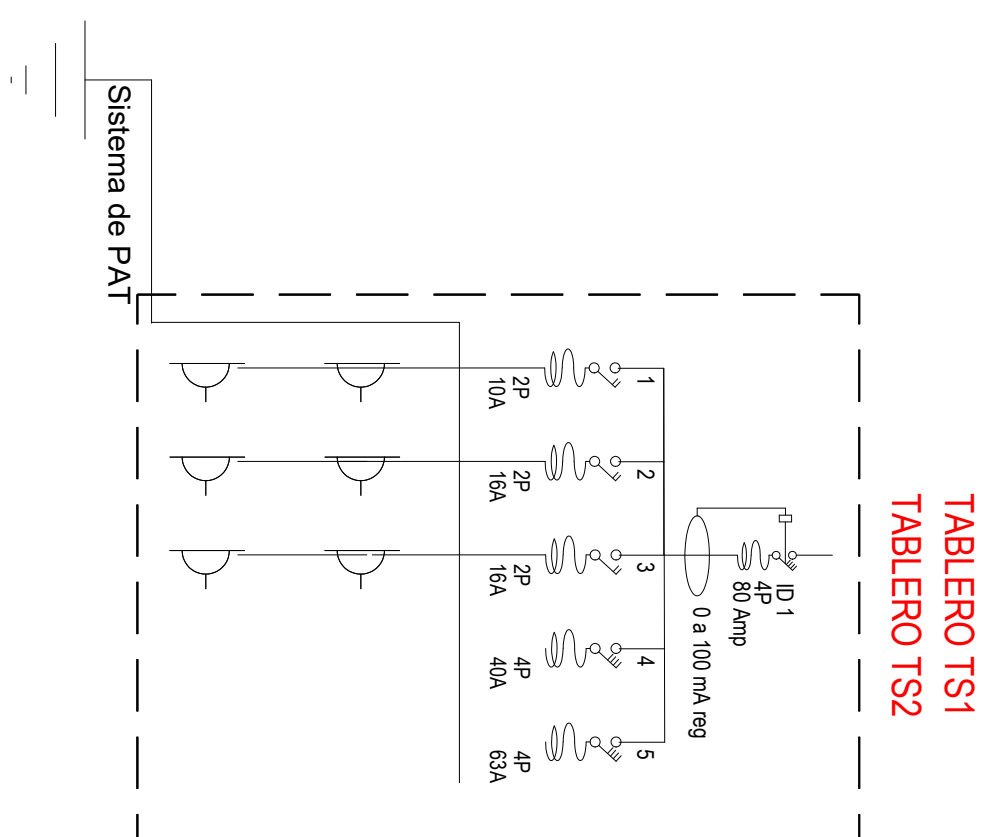 TABLERO TS1
TABLERO TS2
ID 1
4P
80 Amp
0 a 100 mA reg
1
2
3
4
5
2P
10A
2P
16A
2P
16A
4P
40A
4P
63A
Sistema de PAT